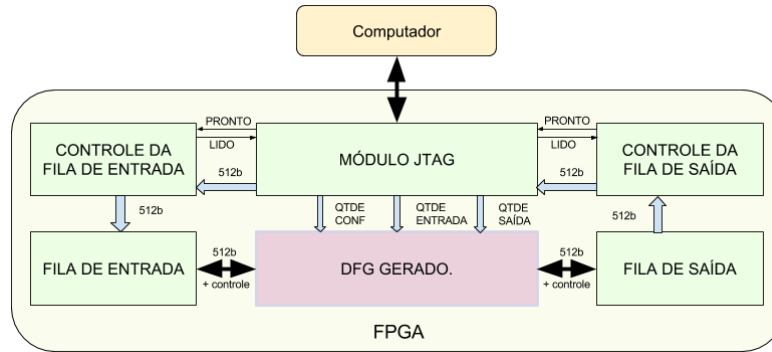 Computador
PRONTO
LIDO
PRONTO
LIDO
CONTROLE DA
FILA DE ENTRADA
MÓDULO JTAG
CONTROLE DA
FILA DE SAÍDA
512b
512b
512b
QTDE
CONF
QTDE
ENTRADA
QTDE
SAÍDA
512b
FILA DE ENTRADA
512b
+ controle
DFG GERADO.
512b
+ controle
FILA DE SAÍDA
FPGA